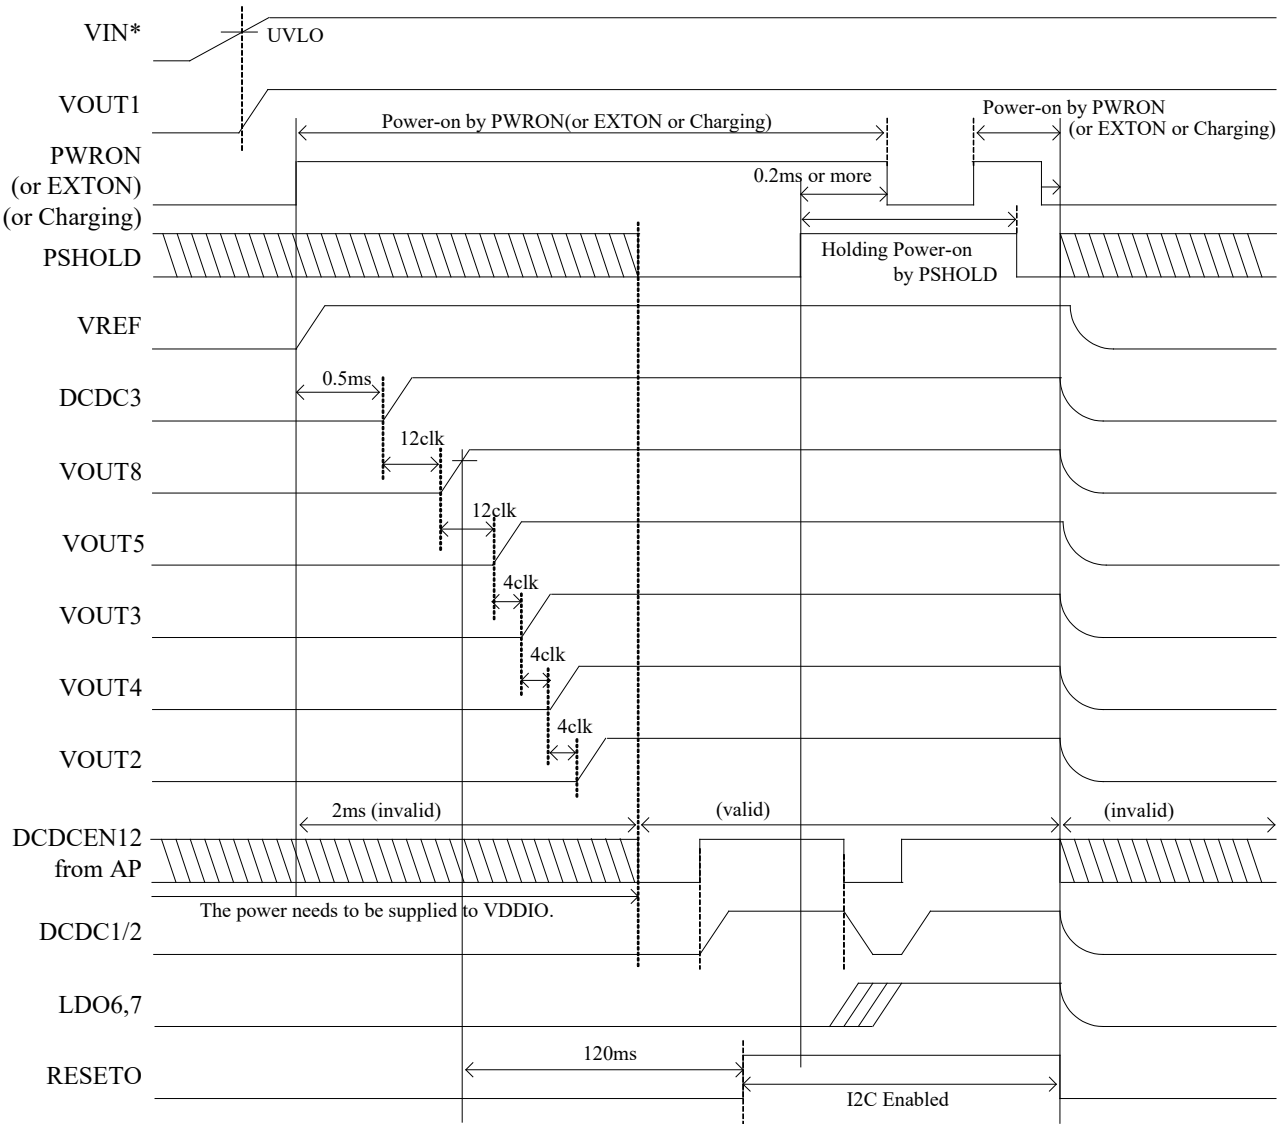 VIN*
UVLO
VOUT1
Power-on by PWRON(or EXTON or Charging)
Power-on by PWRON
(or EXTON or Charging)
PWRON
(or EXTON)
(or Charging)
0.2ms or more
PSHOLD
Holding Power-on
by PSHOLD
VREF
DCDC3
0.5ms
VOUT8
12clk
VOUT5
12clk
VOUT3
4clk
VOUT4
4clk
VOUT2
4clk
2ms (invalid)
(valid)
(invalid)
DCDCEN12
from AP
The power needs to be supplied to VDDIO.
DCDC1/2
LDO6,7
RESETO
120ms
I2C Enabled